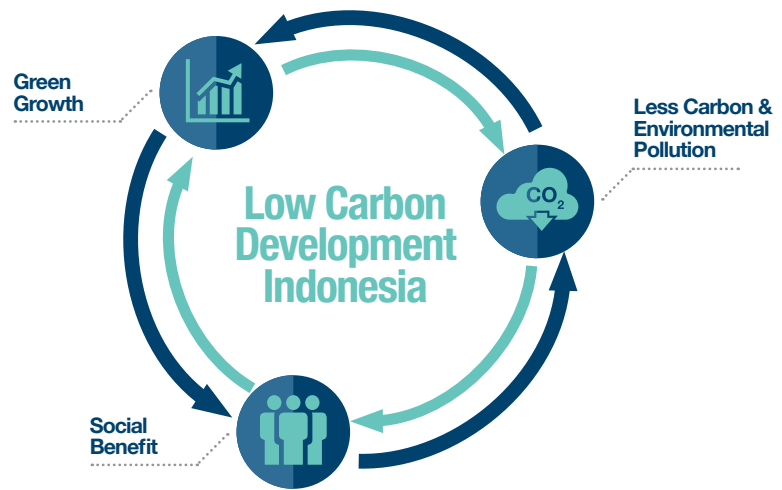 Green
Growth
Less Carbon &
Environmental
Pollution
CO₂
Low Carbon
Development
Indonesia
Social
Benefit